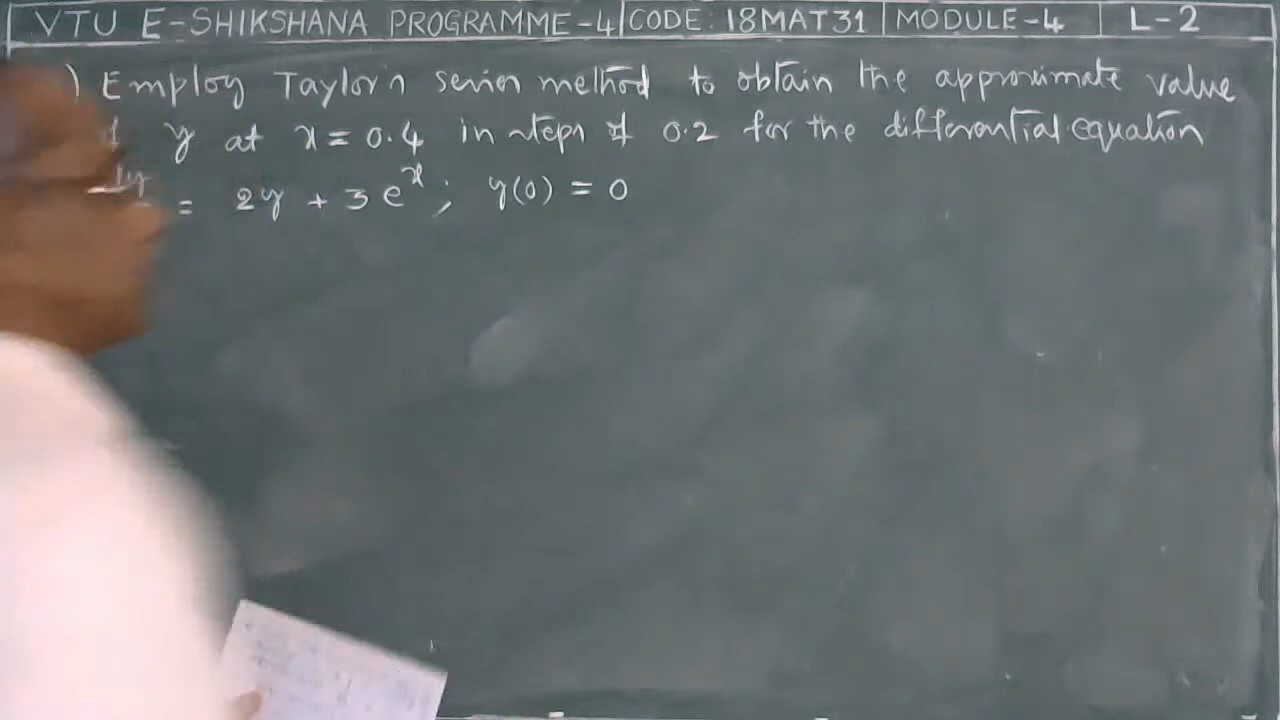 VTU E-SHIKSHANA PROGRAMME-4 CODE: 18MAT31 MODULE-4 L-2
) Employ Taylor's series method to obtain the approximate value
y at x = 0.4 in steps of 0.2 for the differential equation
= 2y + 3e^x ; y(0) = 0